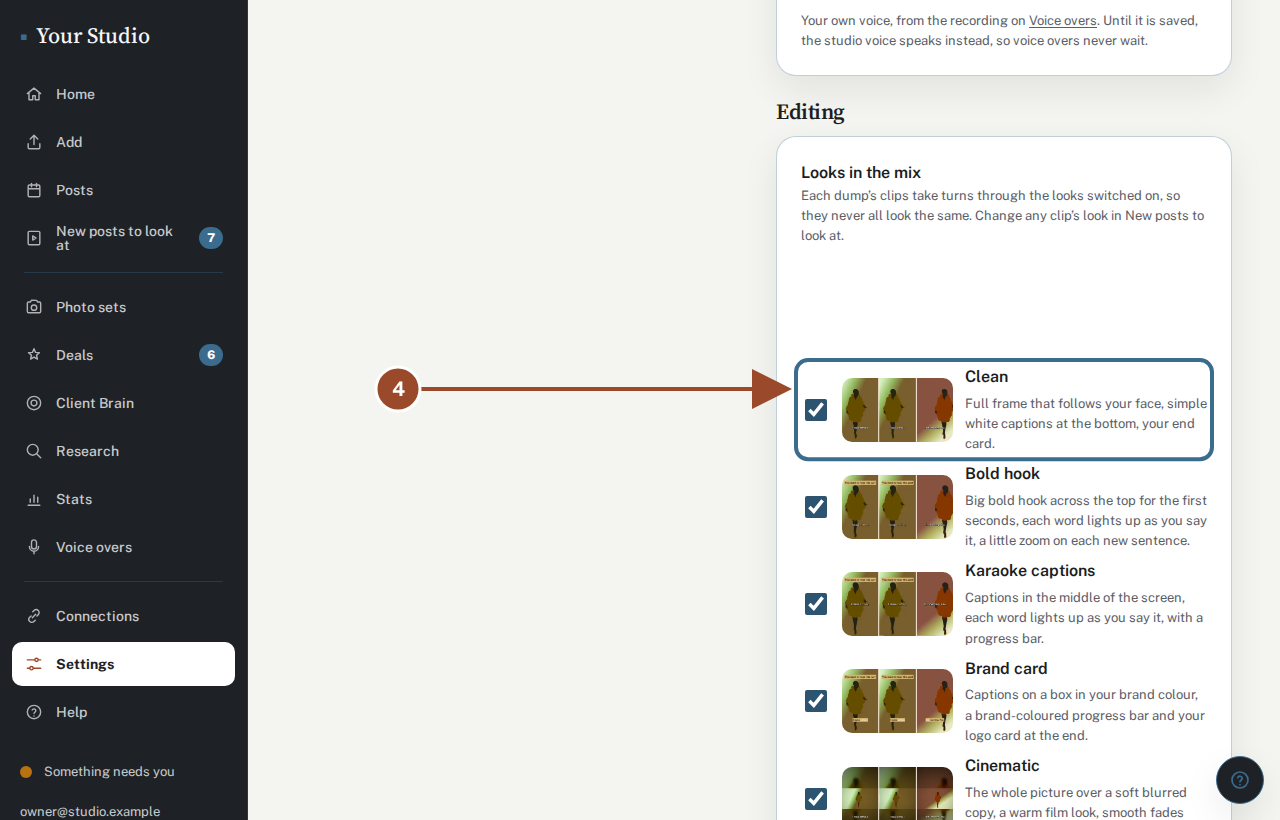 Your Studio
Home
Add
Posts
New posts to look
at
7
Photo sets
Deals
6
Client Brain
Research
Stats
Voice overs
Connections
Settings
Help
Something needs you
owner@studio.example
Your own voice, from the recording on Voice overs. Until it is saved,
the studio voice speaks instead, so voice overs never wait.
Editing
Looks in the mix
Each dump’s clips take turns through the looks switched on, so
they never all look the same. Change any clip’s look in New posts to
look at.
4
Clean
Full frame that follows your face, simple
white captions at the bottom, your end
card.
Bold hook
Big bold hook across the top for the first
seconds, each word lights up as you say
it, a little zoom on each new sentence.
Karaoke captions
Captions in the middle of the screen,
each word lights up as you say it, with a
progress bar.
Brand card
Captions on a box in your brand colour,
a brand-coloured progress bar and your
logo card at the end.
Cinematic
The whole picture over a soft blurred
copy, a warm film look, smooth fades